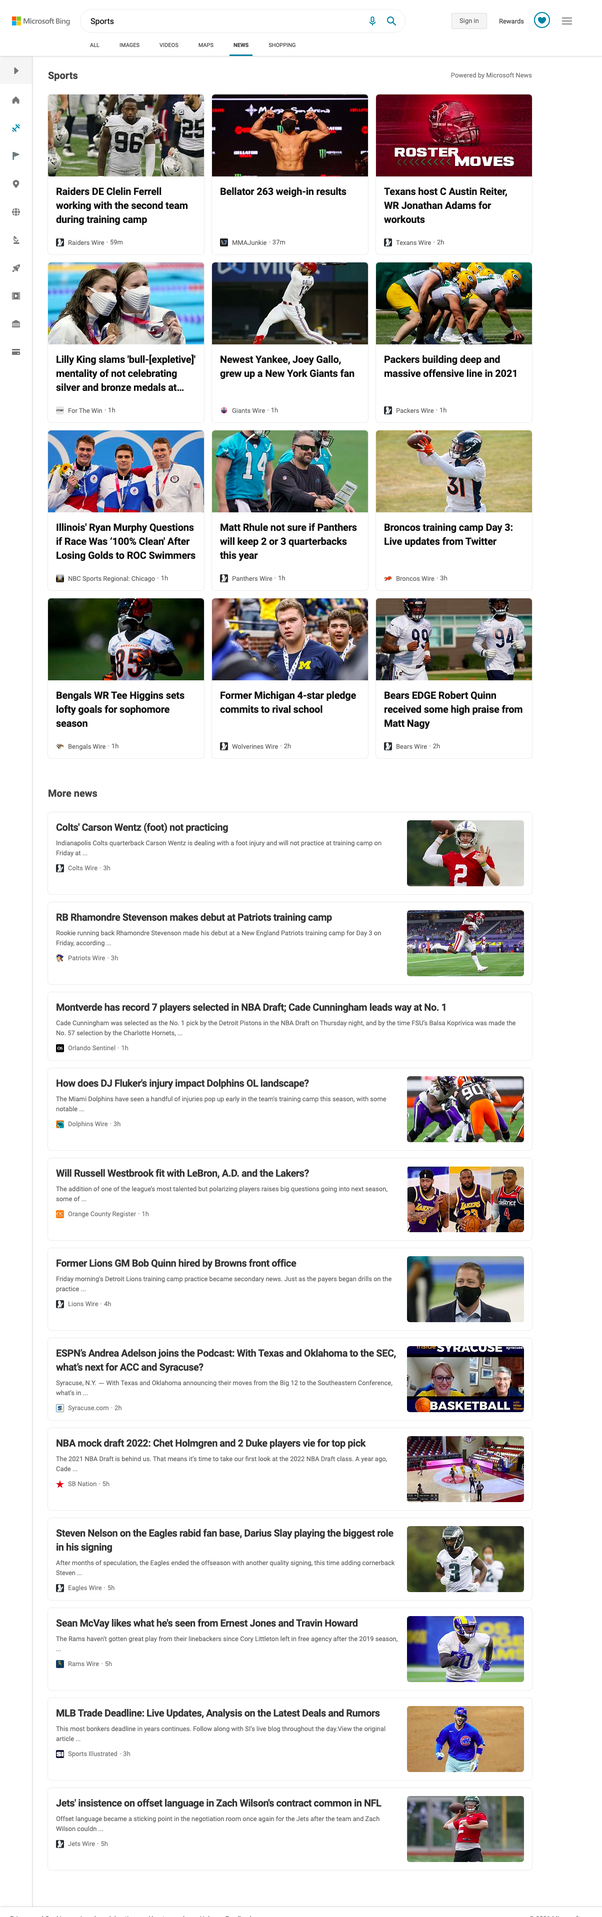 Microsoft Bing
Sports
Sign in
Rewards
ALL
IMAGES
VIDEOS
MAPS
NEWS
SHOPPING
Sports
Powered by Microsoft News
96
25
ROSTER
MOVES
Raiders DE Clelin Ferrell
working with the second team
during training camp
Raiders Wire · 59m
Bellator 263 weigh-in results
MMAJunkie · 37m
Texans host C Austin Reiter,
WR Jonathan Adams for
workouts
Texans Wire · 2h
Lilly King slams 'bull-[expletive]'
mentality of not celebrating
silver and bronze medals at...
For The Win · 1h
Newest Yankee, Joey Gallo,
grew up a New York Giants fan
Giants Wire · 1h
Packers building deep and
massive offensive line in 2021
Packers Wire · 1h
14
31
Illinois' Ryan Murphy Questions
if Race Was '100% Clean' After
Losing Golds to ROC Swimmers
NBC Sports Regional: Chicago · 1h
Matt Rhule not sure if Panthers
will keep 2 or 3 quarterbacks
this year
Panthers Wire · 1h
Broncos training camp Day 3:
Live updates from Twitter
Broncos Wire · 3h
85
M
99
94
Bengals WR Tee Higgins sets
lofty goals for sophomore
season
Bengals Wire · 1h
Former Michigan 4-star pledge
commits to rival school
Wolverines Wire · 2h
Bears EDGE Robert Quinn
received some high praise from
Matt Nagy
Bears Wire · 2h
More news
Colts' Carson Wentz (foot) not practicing
Indianapolis Colts quarterback Carson Wentz is dealing with a foot injury and will not practice at training camp on
Friday at ...
Colts Wire · 3h
2
RB Rhamondre Stevenson makes debut at Patriots training camp
Rookie running back Rhamondre Stevenson made his debut at a New England Patriots training camp for Day 3 on
Friday, according ...
Patriots Wire · 3h
Montverde has record 7 players selected in NBA Draft; Cade Cunningham leads way at No. 1
Cade Cunningham was selected as the No. 1 pick by the Detroit Pistons in the NBA Draft on Thursday night, and by the time FSU's Balsa Koprivica was made the
No. 57 selection by the Charlotte Hornets, ...
Orlando Sentinel · 1h
How does DJ Fluker's injury impact Dolphins OL landscape?
The Miami Dolphins have seen a handful of injuries pop up early in the team's training camp this season, with some
notable ...
Dolphins Wire · 3h
90
Will Russell Westbrook fit with LeBron, A.D. and the Lakers?
The addition of one of the league's most talented but polarizing players raises big questions going into next season,
some of ...
Orange County Register · 1h
23
4
Former Lions GM Bob Quinn hired by Browns front office
Friday morning's Detroit Lions training camp practice became secondary news. Just as the payers began drills on the
practice ...
Lions Wire · 4h
ESPN's Andrea Adelson joins the Podcast: With Texas and Oklahoma to the SEC,
what's next for ACC and Syracuse?
Syracuse, N.Y. — With Texas and Oklahoma announcing their moves from the Big 12 to the Southeastern Conference,
what's in ...
Syracuse.com · 2h
SYRACUSE
BASKETBALL
NBA mock draft 2022: Chet Holmgren and 2 Duke players vie for top pick
The 2021 NBA Draft is behind us. That means it's time to take our first look at the 2022 NBA Draft class. A year ago,
Cade ...
SB Nation · 5h
Steven Nelson on the Eagles rabid fan base, Darius Slay playing the biggest role
in his signing
After months of speculation, the Eagles ended the offseason with another quality signing, this time adding cornerback
Steven ...
Eagles Wire · 5h
3
Sean McVay likes what he's seen from Ernest Jones and Travin Howard
The Rams haven't gotten great play from their linebackers since Cory Littleton left in free agency after the 2019 season,
...
Rams Wire · 5h
MLB Trade Deadline: Live Updates, Analysis on the Latest Deals and Rumors
This most bonkers deadline in years continues. Follow along with SI's live blog throughout the day.View the original
article ...
Sports Illustrated · 3h
Jets' insistence on offset language in Zach Wilson's contract common in NFL
Offset language became a sticking point in the negotiation room once again for the Jets after the team and Zach
Wilson couldn ...
Jets Wire · 5h
2